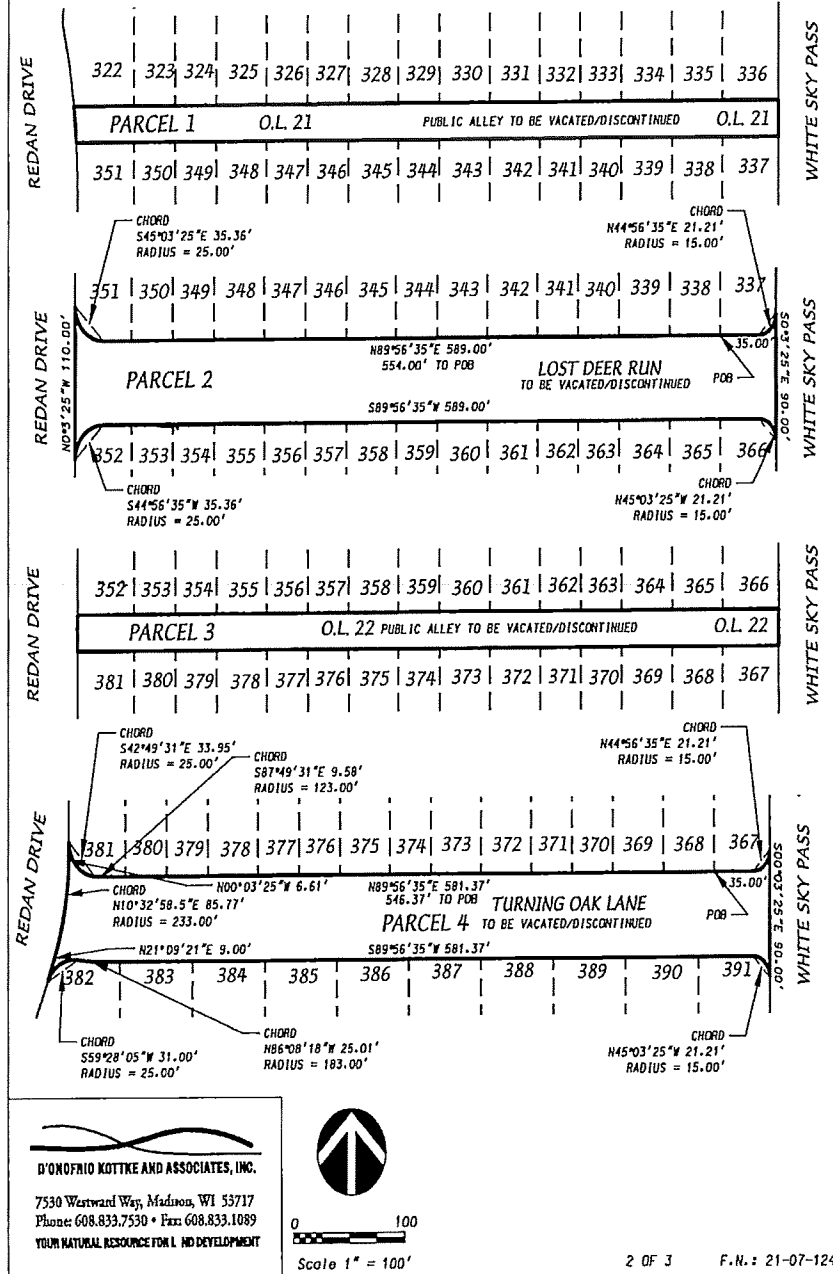 REDAN DRIVE
322 323 324 325 326 327 328 329 330 331 332 333 334 335 336
WHITE SKY PASS
PARCEL 1 O.L. 21 PUBLIC ALLEY TO BE VACATED/DISCONTINUED O.L. 21
351 350 349 348 347 346 345 344 343 342 341 340 339 338 337
CHORD
S45°03'25"E 35.36'
RADIUS = 25.00'
CHORD
N44°56'35"E 21.21'
RADIUS = 15.00'
351 350 349 348 347 346 345 344 343 342 341 340 339 338 337
REDAN DRIVE
N0°3'25"W 110.00'
N89°56'35"E 589.00'
554.00' TO POB
35.00'
POB
PARCEL 2
LOST DEER RUN
TO BE VACATED/DISCONTINUED
S0°3'25"E 90.00'
WHITE SKY PASS
S89°56'35"W 589.00'
352 353 354 355 356 357 358 359 360 361 362 363 364 365 366
CHORD
S44°56'35"W 35.36'
RADIUS = 25.00'
CHORD
N45°03'25"W 21.21'
RADIUS = 15.00'
REDAN DRIVE
352 353 354 355 356 357 358 359 360 361 362 363 364 365 366
WHITE SKY PASS
PARCEL 3 O.L. 22 PUBLIC ALLEY TO BE VACATED/DISCONTINUED O.L. 22
381 380 379 378 377 376 375 374 373 372 371 370 369 368 367
CHORD
S42°49'31"E 33.95'
RADIUS = 25.00'
CHORD
S87°49'31"E 9.58'
RADIUS = 123.00'
CHORD
N44°56'35"E 21.21'
RADIUS = 15.00'
REDAN DRIVE
381 380 379 378 377 376 375 374 373 372 371 370 369 368 367
N00°03'25"W 6.61'
N89°56'35"E 581.37'
546.37' TO POB
35.00'
POB
CHORD
N10°32'58.5"E 85.77'
RADIUS = 233.00'
TURNING OAK LANE
PARCEL 4 TO BE VACATED/DISCONTINUED
S00°03'25"E 90.00'
WHITE SKY PASS
N21°09'21"E 9.00'
S89°56'35"W 581.37'
382 383 384 385 386 387 388 389 390 391
CHORD
S59°28'05"W 31.00'
RADIUS = 25.00'
CHORD
N86°08'18"W 25.01'
RADIUS = 183.00'
CHORD
N45°03'25"W 21.21'
RADIUS = 15.00'
D'ONOFRIO KOTTKE AND ASSOCIATES, INC.
7530 Westward Way, Madison, WI 53717
Phone: 608.833.7530 • Fax: 608.833.1089
YOUR NATURAL RESOURCE FOR L ND DEVELOPMENT
0 100
Scale 1" = 100'
2 OF 3 F.N.: 21-07-124